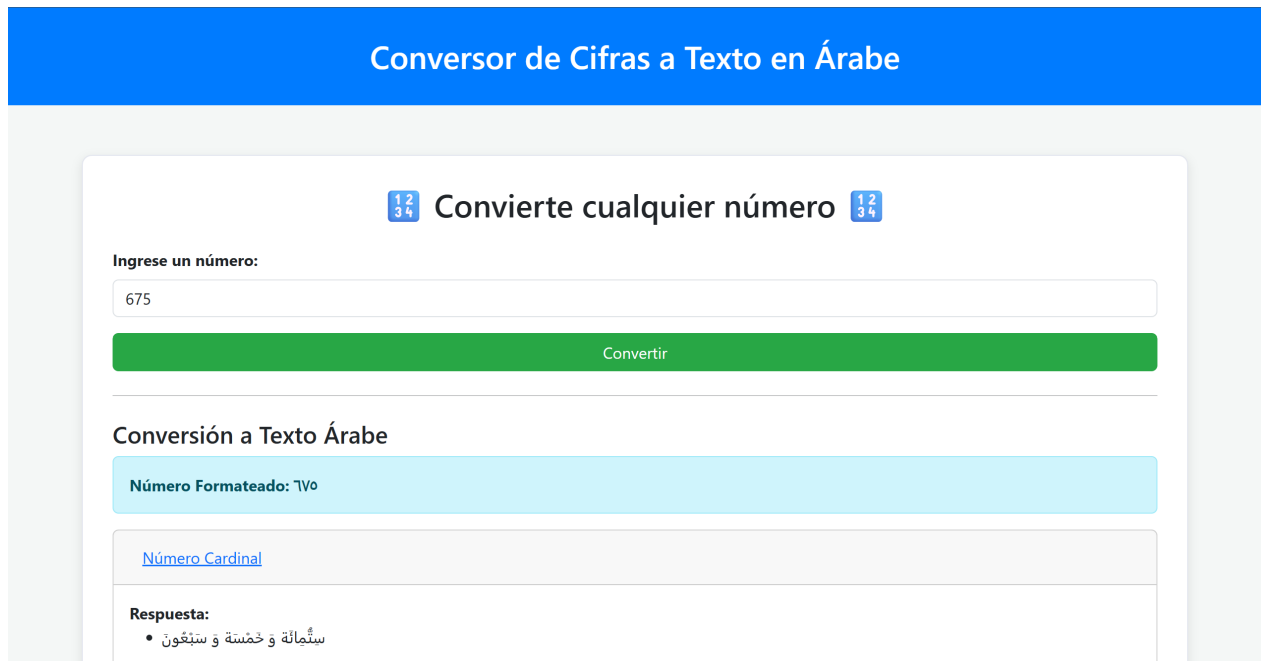 Conversor de Cifras a Texto en Árabe
🔢 Convierte cualquier número 🔢
Ingrese un número:
675
Convertir
Conversión a Texto Árabe
Número Formateado: ٦٧٥
Número Cardinal
Respuesta:
• سِتُّمِائَة وَ خَمْسَة وَ سَبْعُونَ